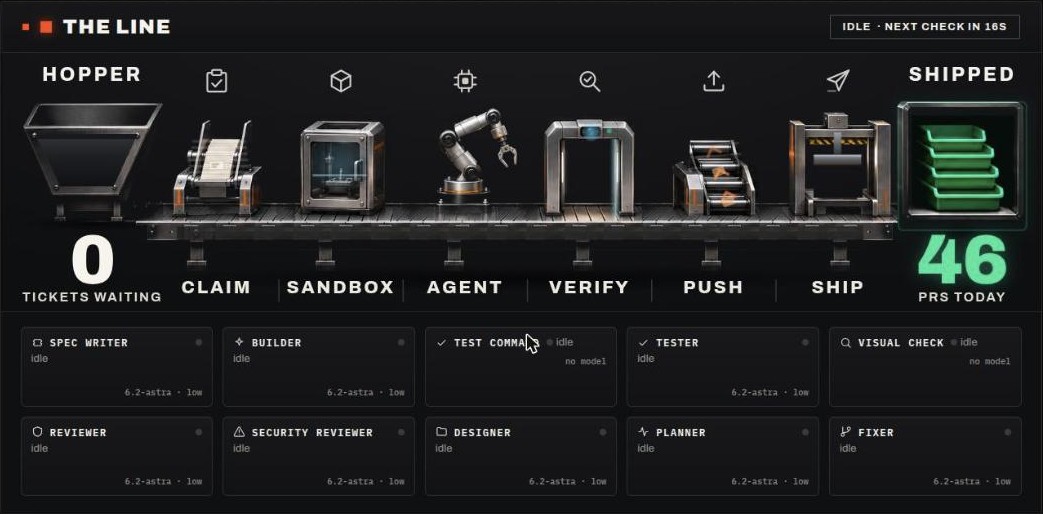 THE LINE
IDLE · NEXT CHECK IN 16S
HOPPER
SHIPPED
0
TICKETS WAITING
CLAIM
SANDBOX
AGENT
VERIFY
PUSH
SHIP
46
PRS TODAY
SPEC WRITER
idle
6.2-astra · low
BUILDER
idle
6.2-astra · low
TEST idle
no model
TESTER
idle
6.2-astra · low
VISUAL CHECK idle
no model
REVIEWER
idle
6.2-astra · low
SECURITY REVIEWER
idle
6.2-astra · low
DESIGNER
idle
6.2-astra · low
PLANNER
idle
6.2-astra · low
FIXER
idle
6.2-astra · low